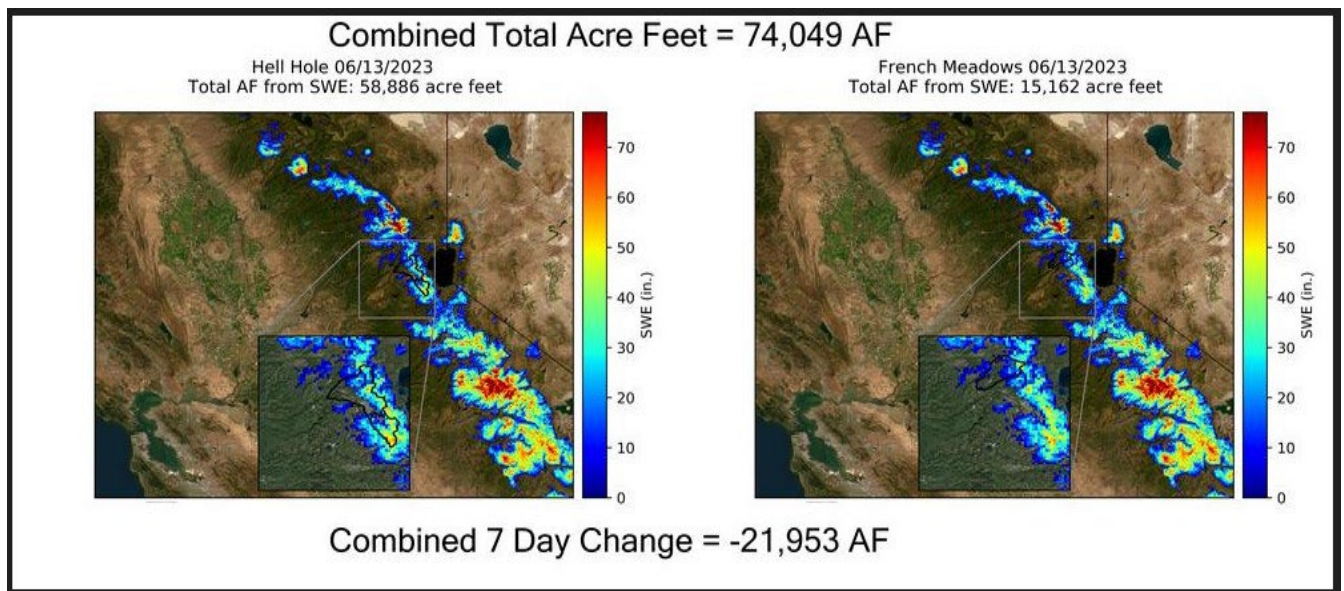 Combined Total Acre Feet = 74,049 AF
Hell Hole 06/13/2023
Total AF from SWE: 58,886 acre feet
70
60
50
40
30
20
10
0
SWE (in.)
French Meadows 06/13/2023
Total AF from SWE: 15,162 acre feet
70
60
50
40
30
20
10
0
SWE (in.)
Combined 7 Day Change = -21,953 AF